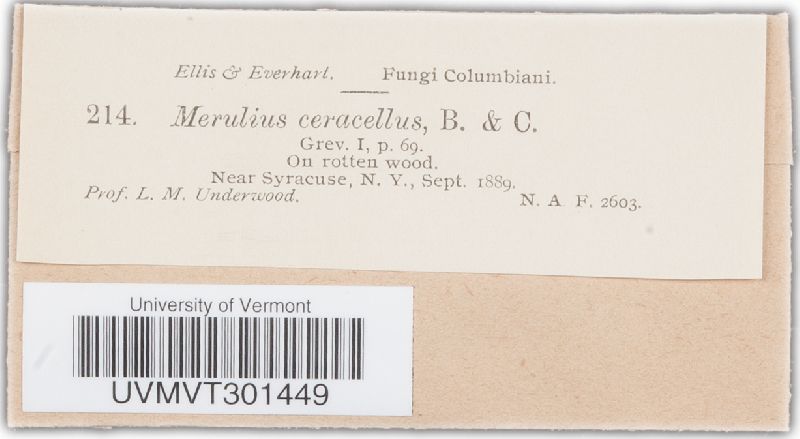 Ellis & Everhart. Fungi Columbiani.
214. Merulius ceracellus, B. & C.
Grev. I, p. 69.
On rotten wood.
Near Syracuse, N. Y., Sept. 1889.
Prof. L. M. Underwood. N. A F. 2603.
University of Vermont
UVMVT301449